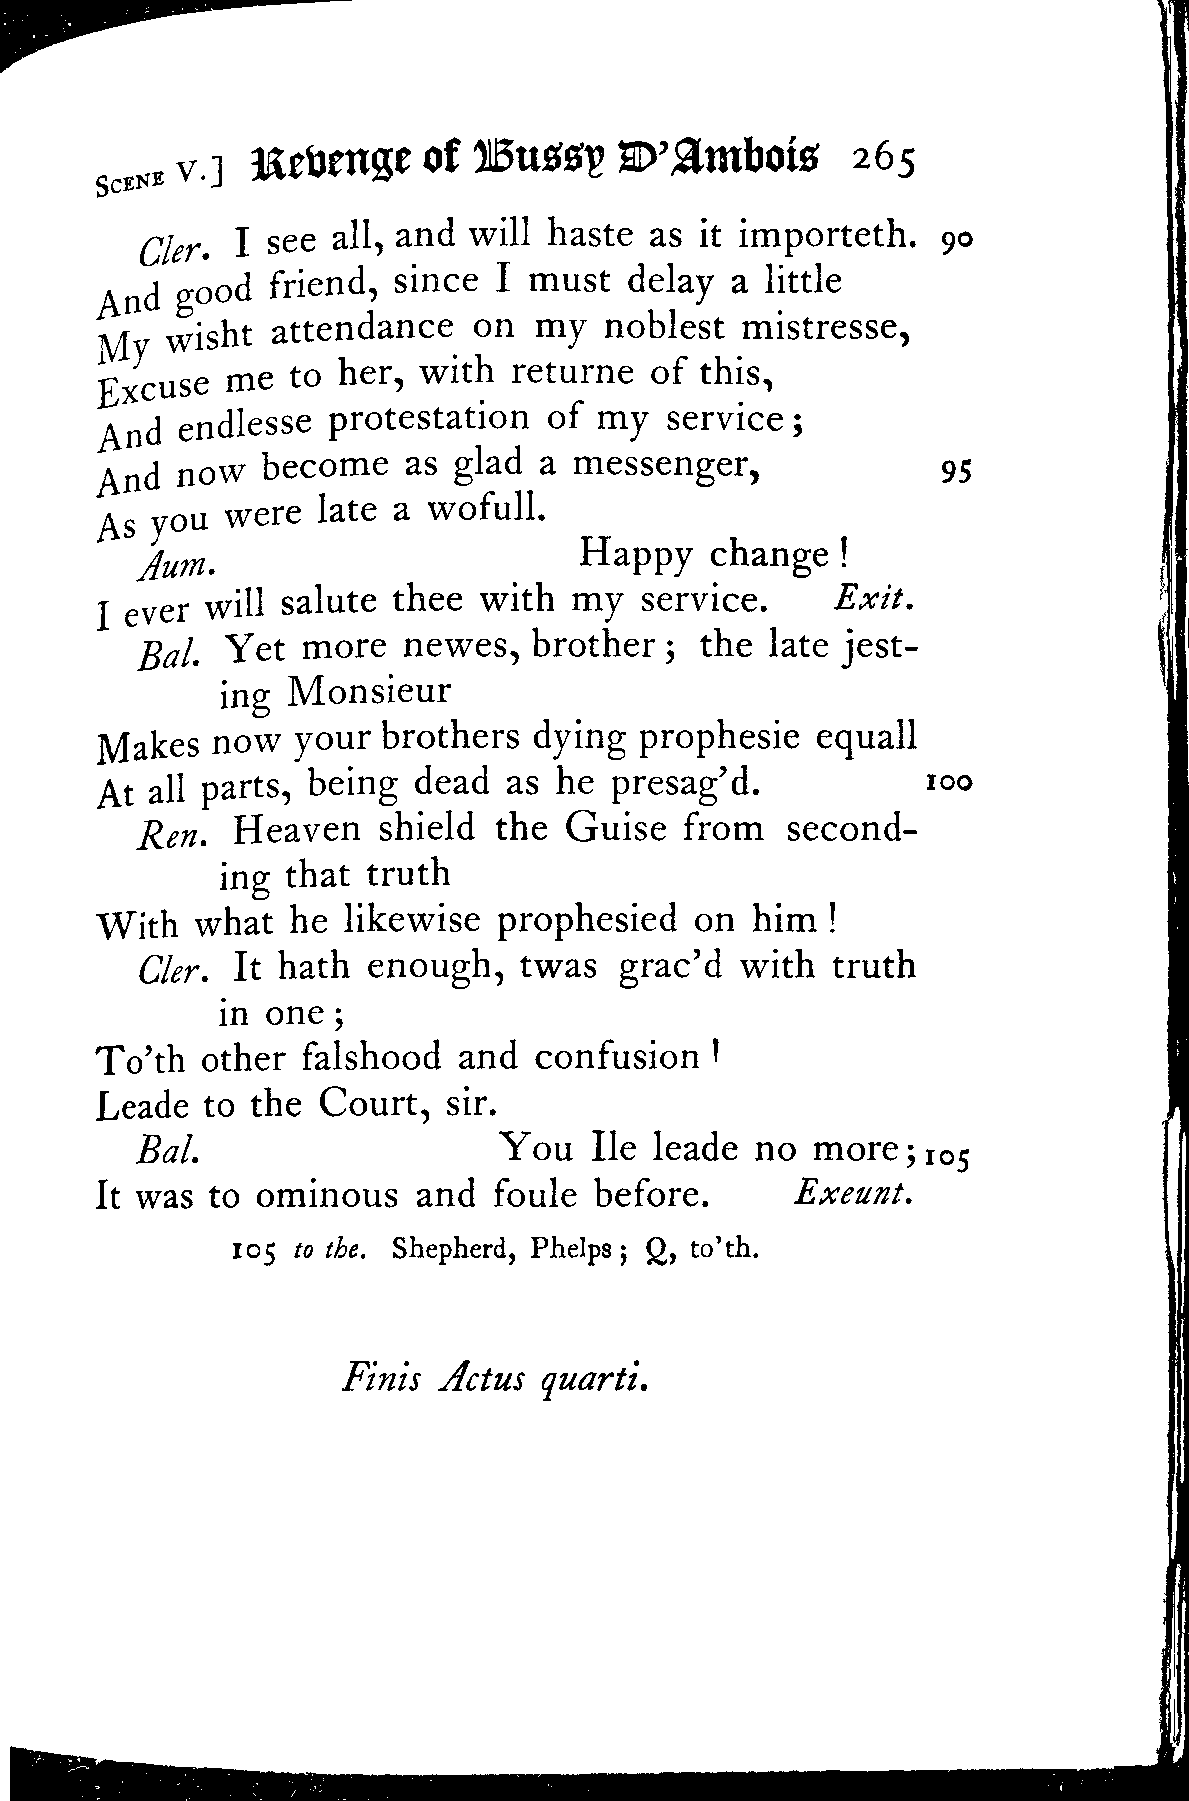 SCENE V.] Revenge of Bussy D'Ambois 265
Cler. I see all, and will haste as it importeth. 90
And good friend, since I must delay a little
My wisht attendance on my noblest mistresse,
Excuse me to her, with returne of this,
And endlesse protestation of my service;
And now become as glad a messenger, 95
As you were late a wofull.
Aum. Happy change!
I ever will salute thee with my service. Exit.
Bal. Yet more newes, brother; the late jest-
ing Monsieur
Makes now your brothers dying prophesie equall
At all parts, being dead as he presag'd. 100
Ren. Heaven shield the Guise from second-
ing that truth
With what he likewise prophesied on him!
Cler. It hath enough, twas grac'd with truth
in one;
To'th other falshood and confusion!
Leade to the Court, sir.
Bal. You Ile leade no more; 105
It was to ominous and foule before. Exeunt.
105 to the. Shepherd, Phelps; Q, to'th.
Finis Actus quarti.